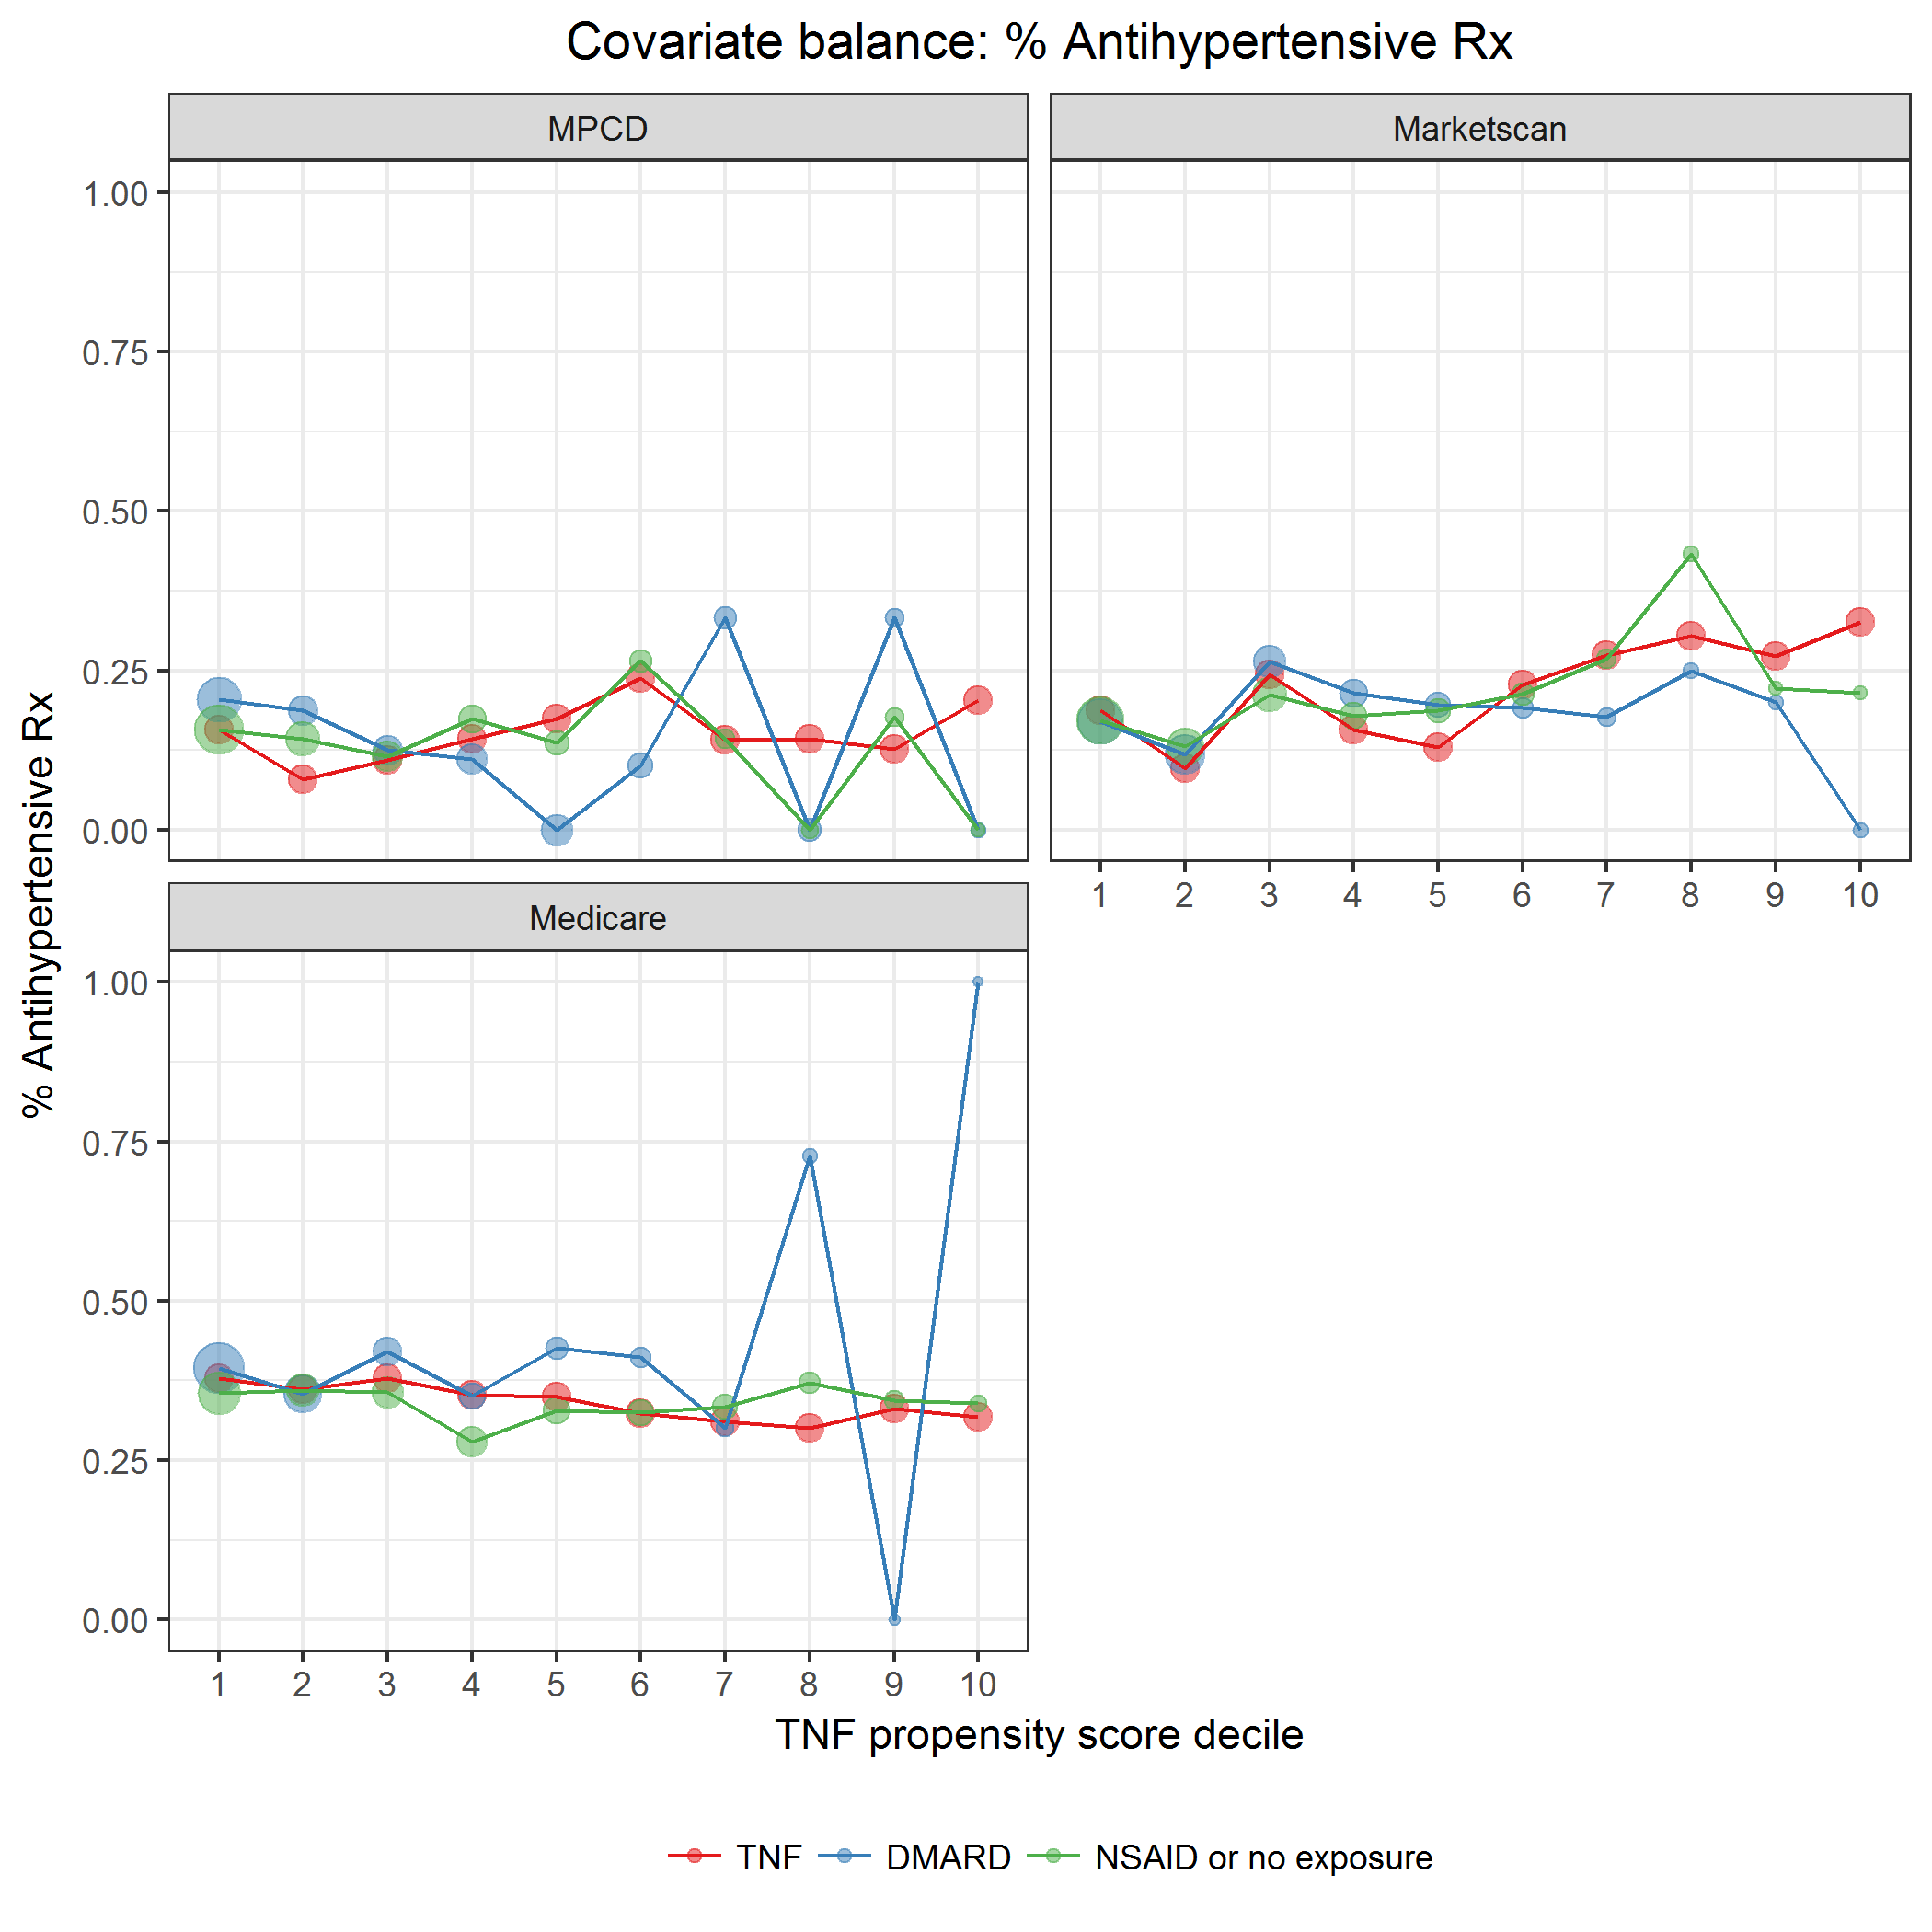 Covariate balance: % Antihypertensive Rx
MPCD
Marketscan
1.00
0.75
0.50
0.25
0.00
1 2 3 4 5 6 7 8 9 10
Medicare
1.00
0.75
0.50
0.25
0.00
1 2 3 4 5 6 7 8 9 10
% Antihypertensive Rx
TNF propensity score decile
TNF DMARD NSAID or no exposure